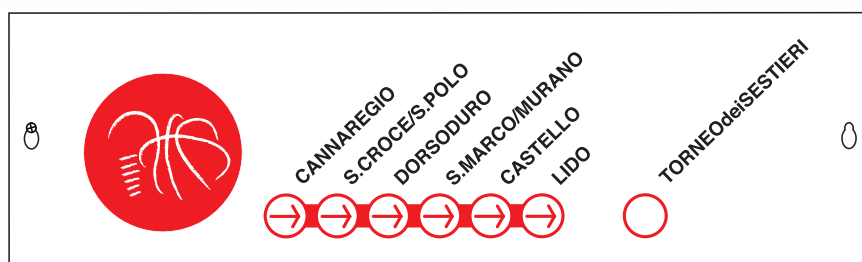 CANNAREGIO
S.CROCE/S.POLO
DORSODURO
S.MARCO/MURANO
CASTELLO
LIDO
TORNEOdeiSESTIERI